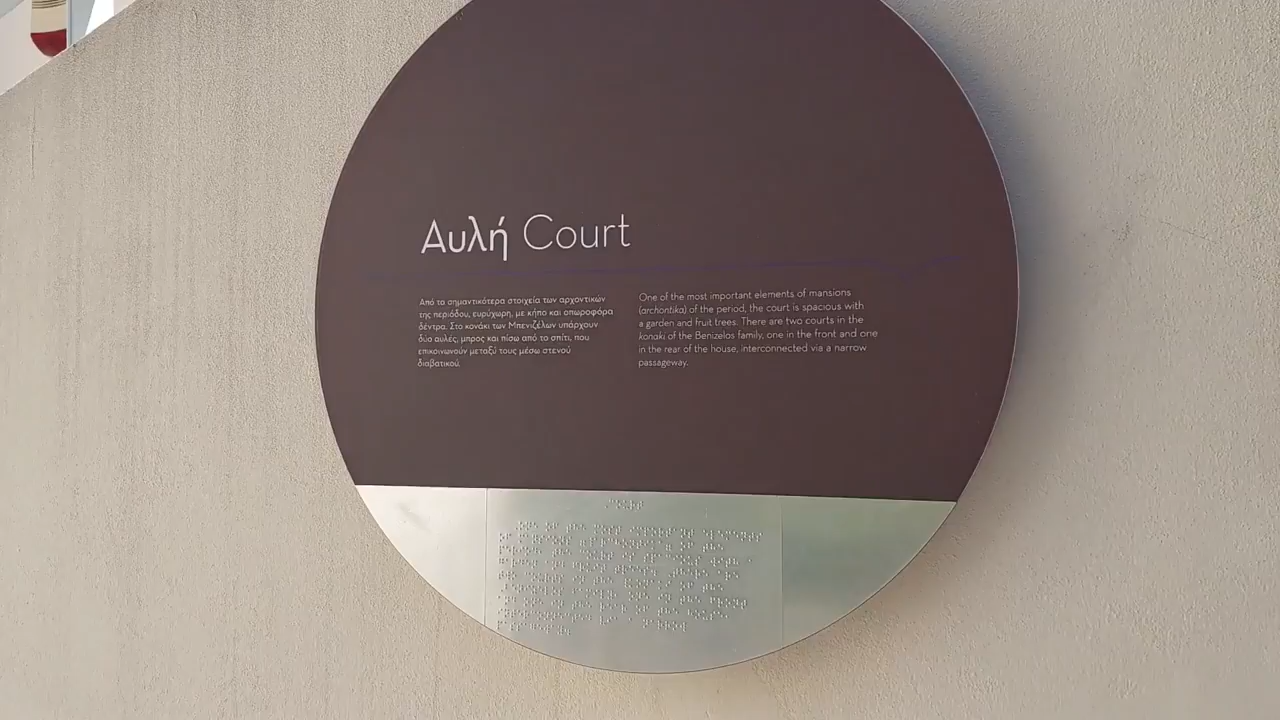 Αυλή Court
Από τα σημαντικότερα στοιχεία των αρχοντικών
της περιόδου, ευρύχωρη, με κήπο και οπωροφόρα
δέντρα. Στο κονάκι των Μπενιζέλων υπάρχουν
δύο αυλές, μπρος και πίσω από το σπίτι, που
επικοινωνούν μεταξύ τους μέσω στενού
διαβατικού.
One of the most important elements of mansions
(archontika) of the period, the court is spacious with
a garden and fruit trees. There are two courts in the
konaki of the Benizelos family, one in the front and one
in the rear of the house, interconnected via a narrow
passageway.